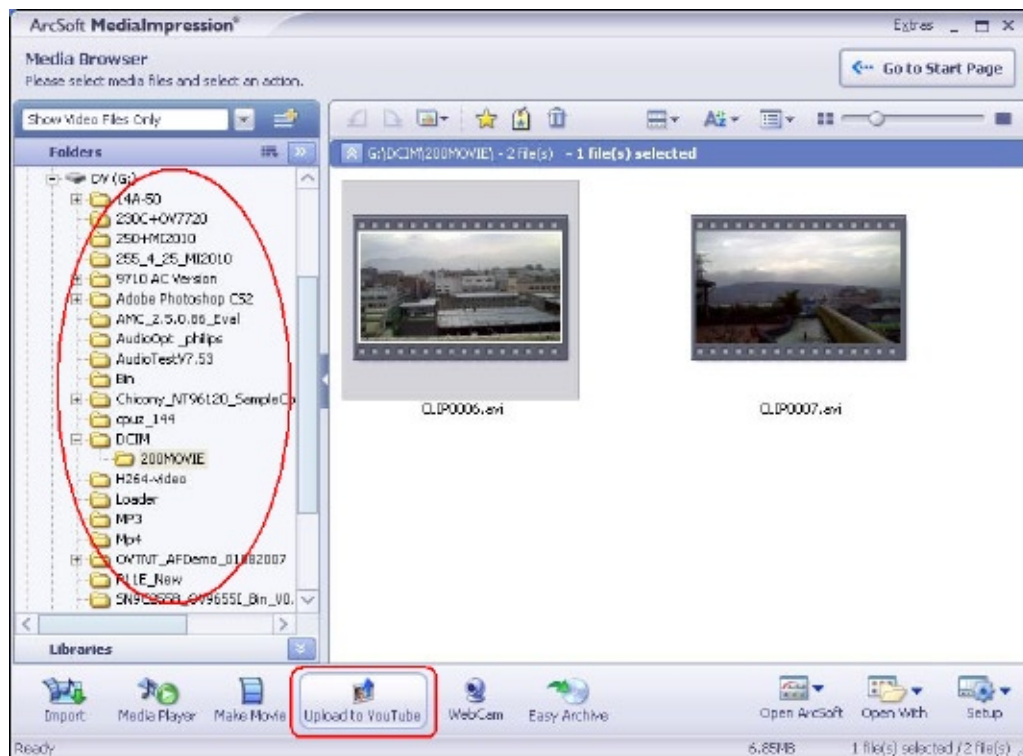 ArcSoft MediaImpression®
Extras
Media Browser
Please select media files and select an action.
Go to Start Page
Show Video Files Only
Folders
G:\DCIM\200MOVIE\ - 2 file(s) - 1 file(s) selected
DV (G:)
14A-50
230C+OV7720
250+MI2010
255_4_25_MI2010
9710 AC Version
Adobe Photoshop CS2
AMC_2.5.0.86_Eval
AudioOpt_philips
AudioTestV7.53
Bin
Chicony_NT96120_SampleCo
cpuz_144
DCIM
200MOVIE
H264-video
Loader
MP3
Mp4
OVTNT_AFDemo_01082007
CLIP0006.avi
CLIP0007.avi
Libraries
Import
Media Player
Make Movie
Upload to YouTube
WebCam
Easy Archive
Open ArcSoft
Open With
Setup
Ready
6.85MB
1 file(s) selected / 2 file(s)